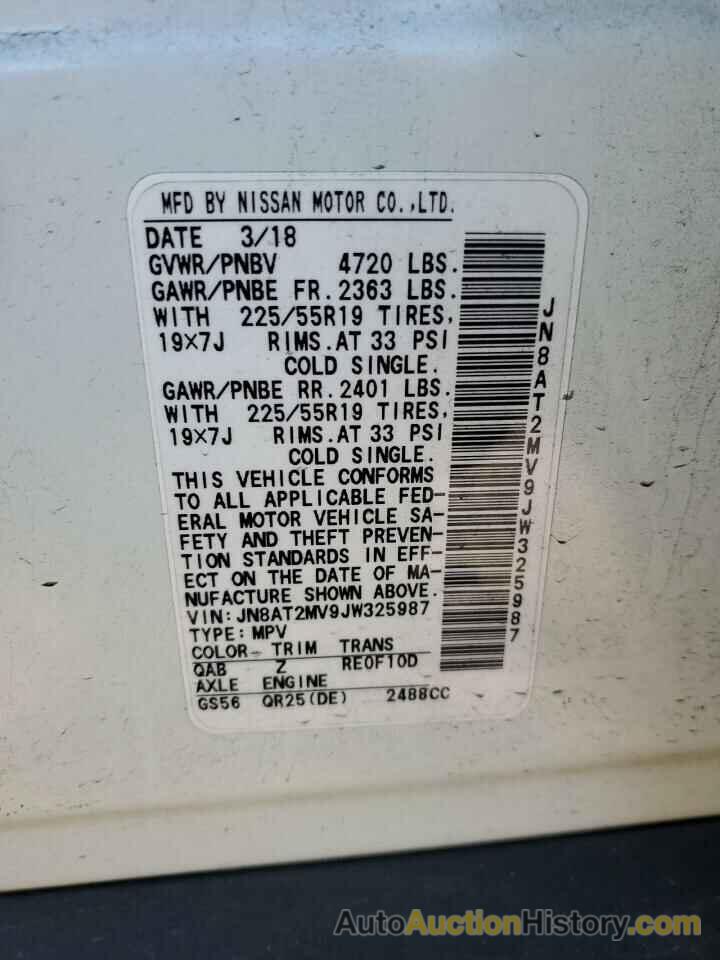 MFD BY NISSAN MOTOR CO.,LTD.
DATE 3/18
GVWR/PNBV 4720 LBS.
GAWR/PNBE FR. 2363 LBS.
WITH 225/55R19 TIRES,
19×7J RIMS.AT 33 PSI
COLD SINGLE.
GAWR/PNBE RR. 2401 LBS.
WITH 225/55R19 TIRES,
19×7J RIMS.AT 33 PSI
COLD SINGLE.
THIS VEHICLE CONFORMS
TO ALL APPLICABLE FED-
ERAL MOTOR VEHICLE SA-
FETY AND THEFT PREVEN-
TION STANDARDS IN EFF-
ECT ON THE DATE OF MA-
NUFACTURE SHOWN ABOVE.
VIN: JN8AT2MV9JW325987
TYPE: MPV
COLOR TRIM TRANS
QAB Z RE0F10D
AXLE ENGINE
GS56 QR25(DE) 2488CC
JN8AT2MV9JW325987
AutoAuctionHistory.com